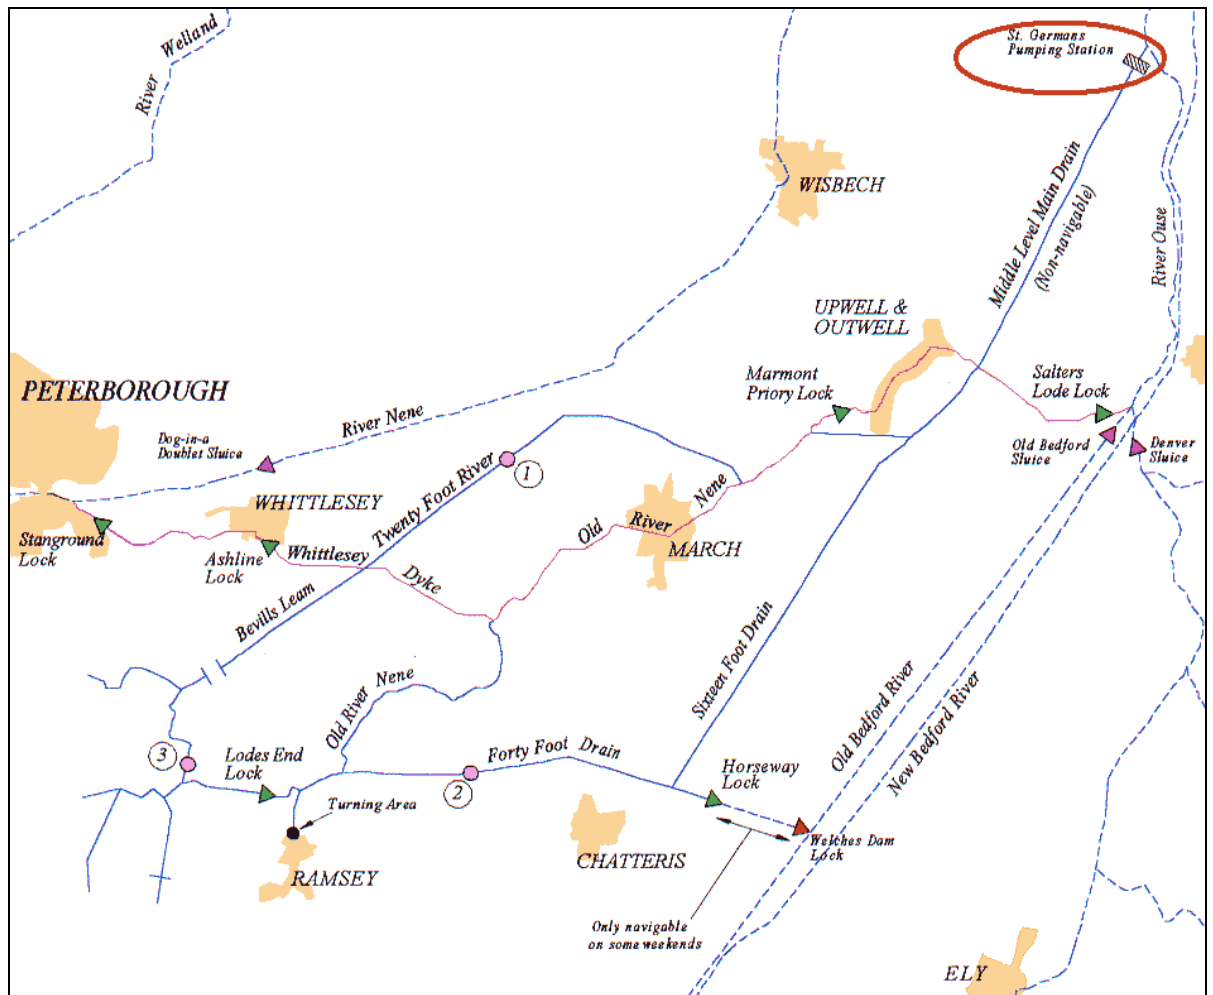 River Welland
St. Germans
Pumping Station
WISBECH
Middle Level Main Drain
(Non-navigable)
River Ouse
UPWELL &
OUTWELL
Marmont
Priory Lock
Salters
Lode Lock
PETERBOROUGH
River Nene
Dog-in-a
Doublet Sluice
Old Bedford
Sluice
Denver
Sluice
Twenty Foot River
1
WHITTLESEY
Old River Nene
MARCH
Stanground
Lock
Ashline
Lock
Whittlesey Dyke
Bevills Leam
Sixteen Foot Drain
Old River Nene
Old Bedford River
New Bedford River
3
Lodes End
Lock
Forty Foot Drain
2
Horseway
Lock
Turning Area
Welches Dam
Lock
CHATTERIS
RAMSEY
Only navigable
on some weekends
ELY